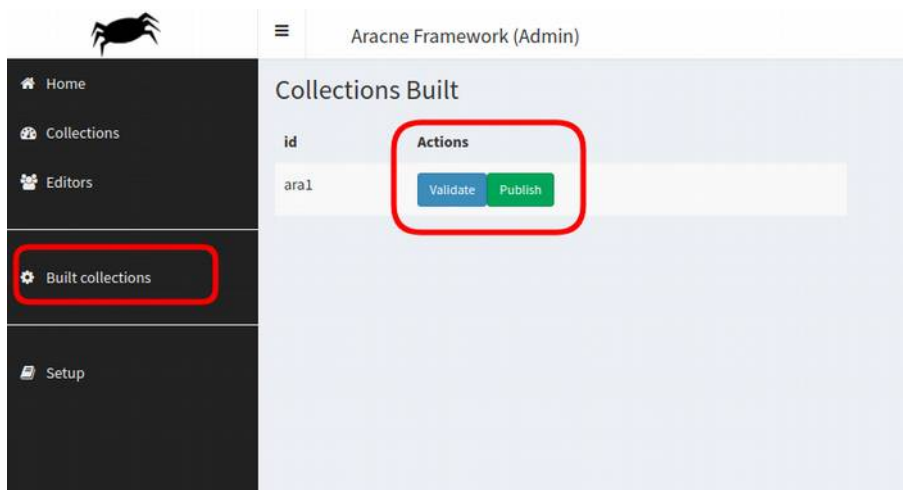 Aracne Framework (Admin)
Home
Collections
Editors
Built collections
Setup
Collections Built
id Actions
ara1 Validate Publish